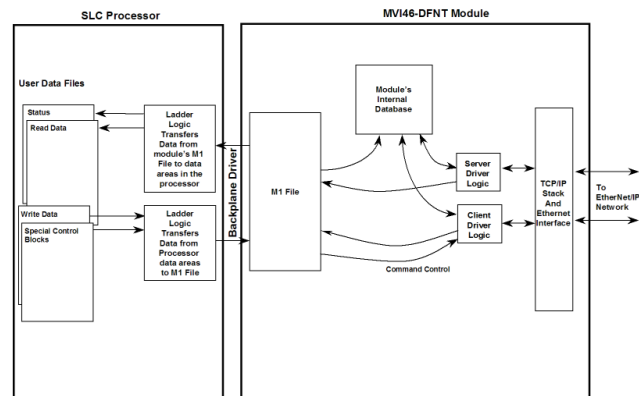 SLC Processor
MVI46-DFNT Module
User Data Files
Status
Read Data
Write Data
Special Control
Blocks
Ladder
Logic
Transfers
Data from
module's M1
File to data
areas in the
processor
Ladder
Logic
Transfers
Data from
Processor
data areas
to M1 File
Backplane Driver
M1 File
Module's
Internal
Database
Server
Driver
Logic
Client
Driver
Logic
Command Control
TCP/IP
Stack
And
Ethernet
Interface
To
EtherNet/IP
Network